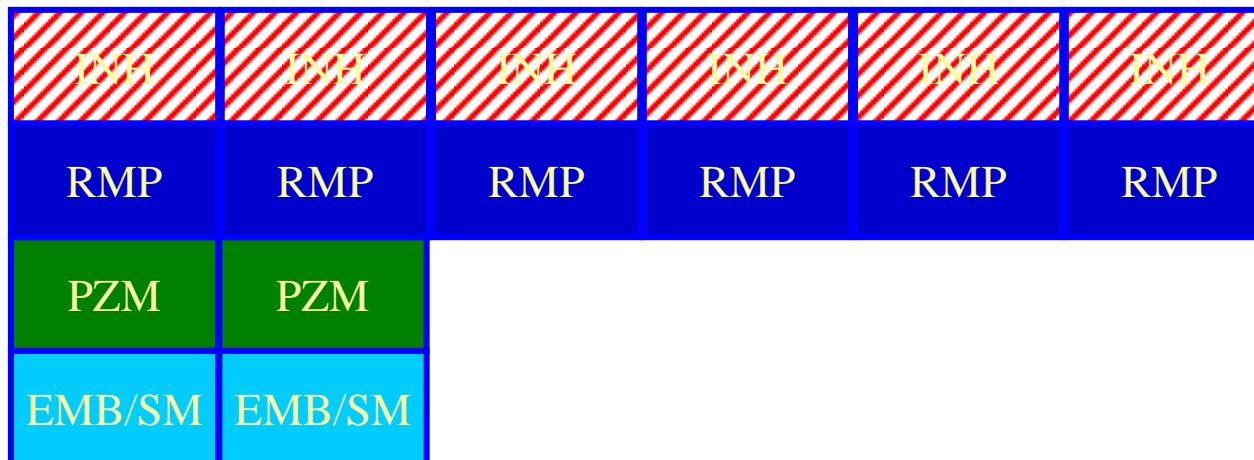 INH INH INH INH INH INH
RMP RMP RMP RMP RMP RMP
PZM PZM
EMB/SM EMB/SM